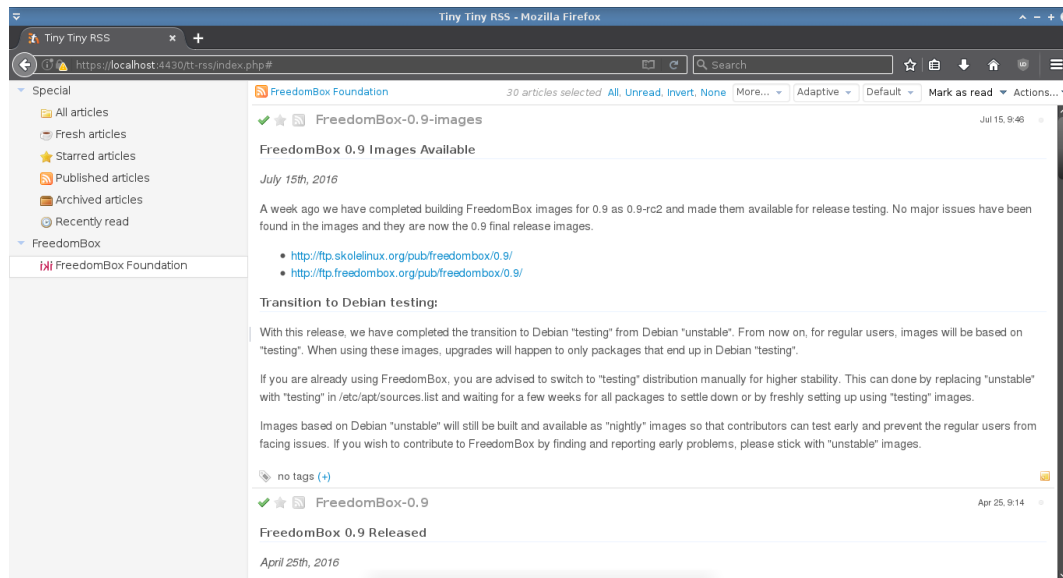 Tiny Tiny RSS - Mozilla Firefox
Tiny Tiny RSS
https://localhost:4430/tt-rss/index.php#
Search
Special
All articles
Fresh articles
Starred articles
Published articles
Archived articles
Recently read
FreedomBox
FreedomBox Foundation
FreedomBox Foundation 30 articles selected All, Unread, Invert, None More... Adaptive Default Mark as read Actions...
FreedomBox-0.9-images Jul 15, 9:46
FreedomBox 0.9 Images Available
July 15th, 2016
A week ago we have completed building FreedomBox images for 0.9 as 0.9-rc2 and made them available for release testing. No major issues have been
found in the images and they are now the 0.9 final release images.
http://ftp.skolelinux.org/pub/freedombox/0.9/
http://ftp.freedombox.org/pub/freedombox/0.9/
Transition to Debian testing:
With this release, we have completed the transition to Debian "testing" from Debian "unstable". From now on, for regular users, images will be based on
"testing". When using these images, upgrades will happen to only packages that end up in Debian "testing".
If you are already using FreedomBox, you are advised to switch to "testing" distribution manually for higher stability. This can done by replacing "unstable"
with "testing" in /etc/apt/sources.list and waiting for a few weeks for all packages to settle down or by freshly setting up using "testing" images.
Images based on Debian "unstable" will still be built and available as "nightly" images so that contributors can test early and prevent the regular users from
facing issues. If you wish to contribute to FreedomBox by finding and reporting early problems, please stick with "unstable" images.
no tags (+)
FreedomBox-0.9 Apr 25, 9:14
FreedomBox 0.9 Released
April 25th, 2016